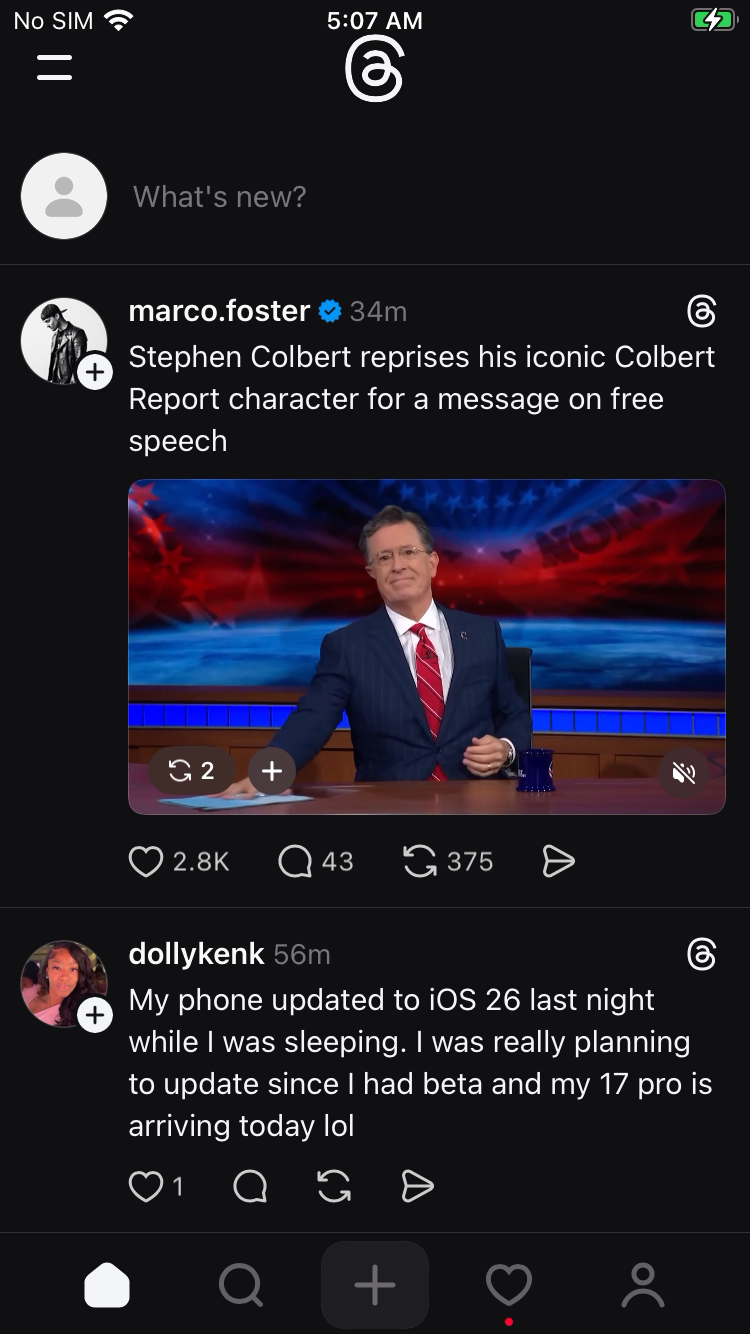 No SIM 5:07 AM
What's new?
marco.foster 34m
Stephen Colbert reprises his iconic Colbert
Report character for a message on free
speech
2
2.8K 43 375
dollykenk 56m
My phone updated to iOS 26 last night
while I was sleeping. I was really planning
to update since I had beta and my 17 pro is
arriving today lol
1